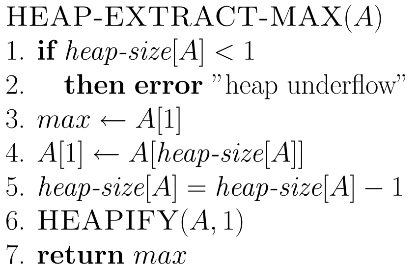 HEAP-EXTRACT-MAX(A)
1. if heap-size[A] < 1
2. then error "heap underflow"
3. max ← A[1]
4. A[1] ← A[heap-size[A]]
5. heap-size[A] = heap-size[A] − 1
6. HEAPIFY(A, 1)
7. return max